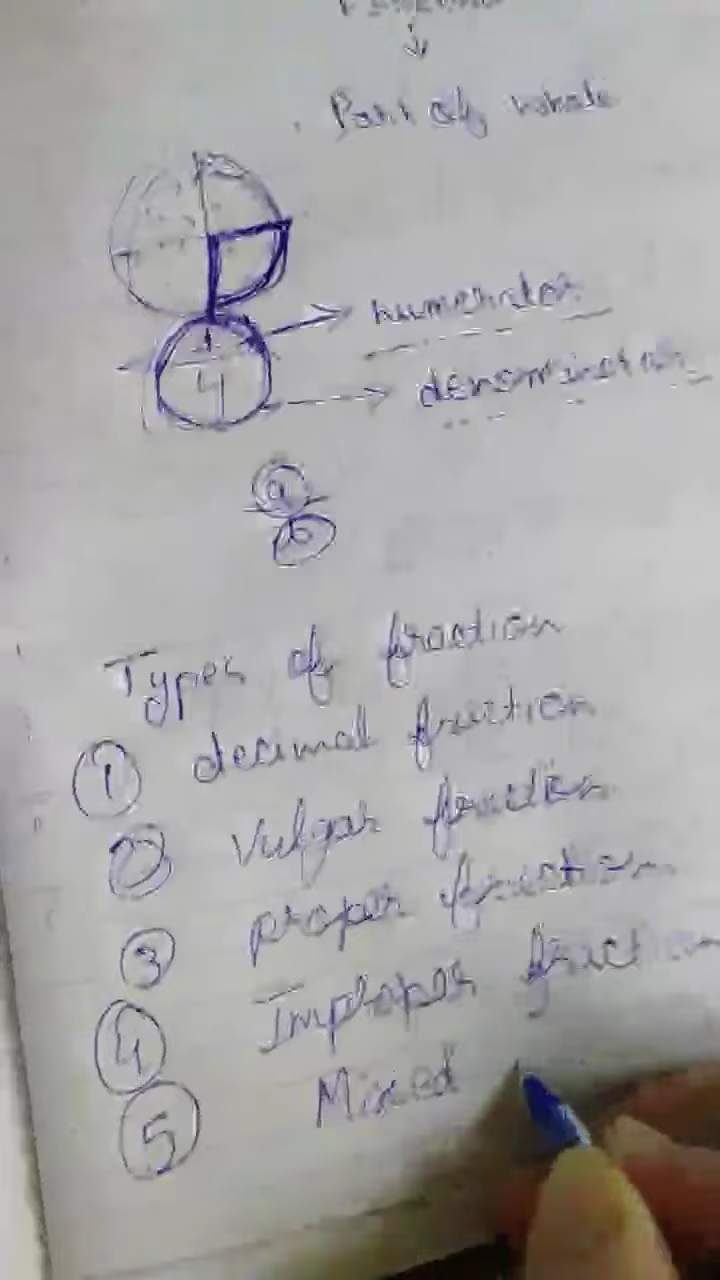 Part of whole
1 → numerator
4 → denominator
a
b
Types of fraction
① decimal fraction
② Vulgar fraction
③ proper fraction
④ Improper fraction
⑤ Mixed